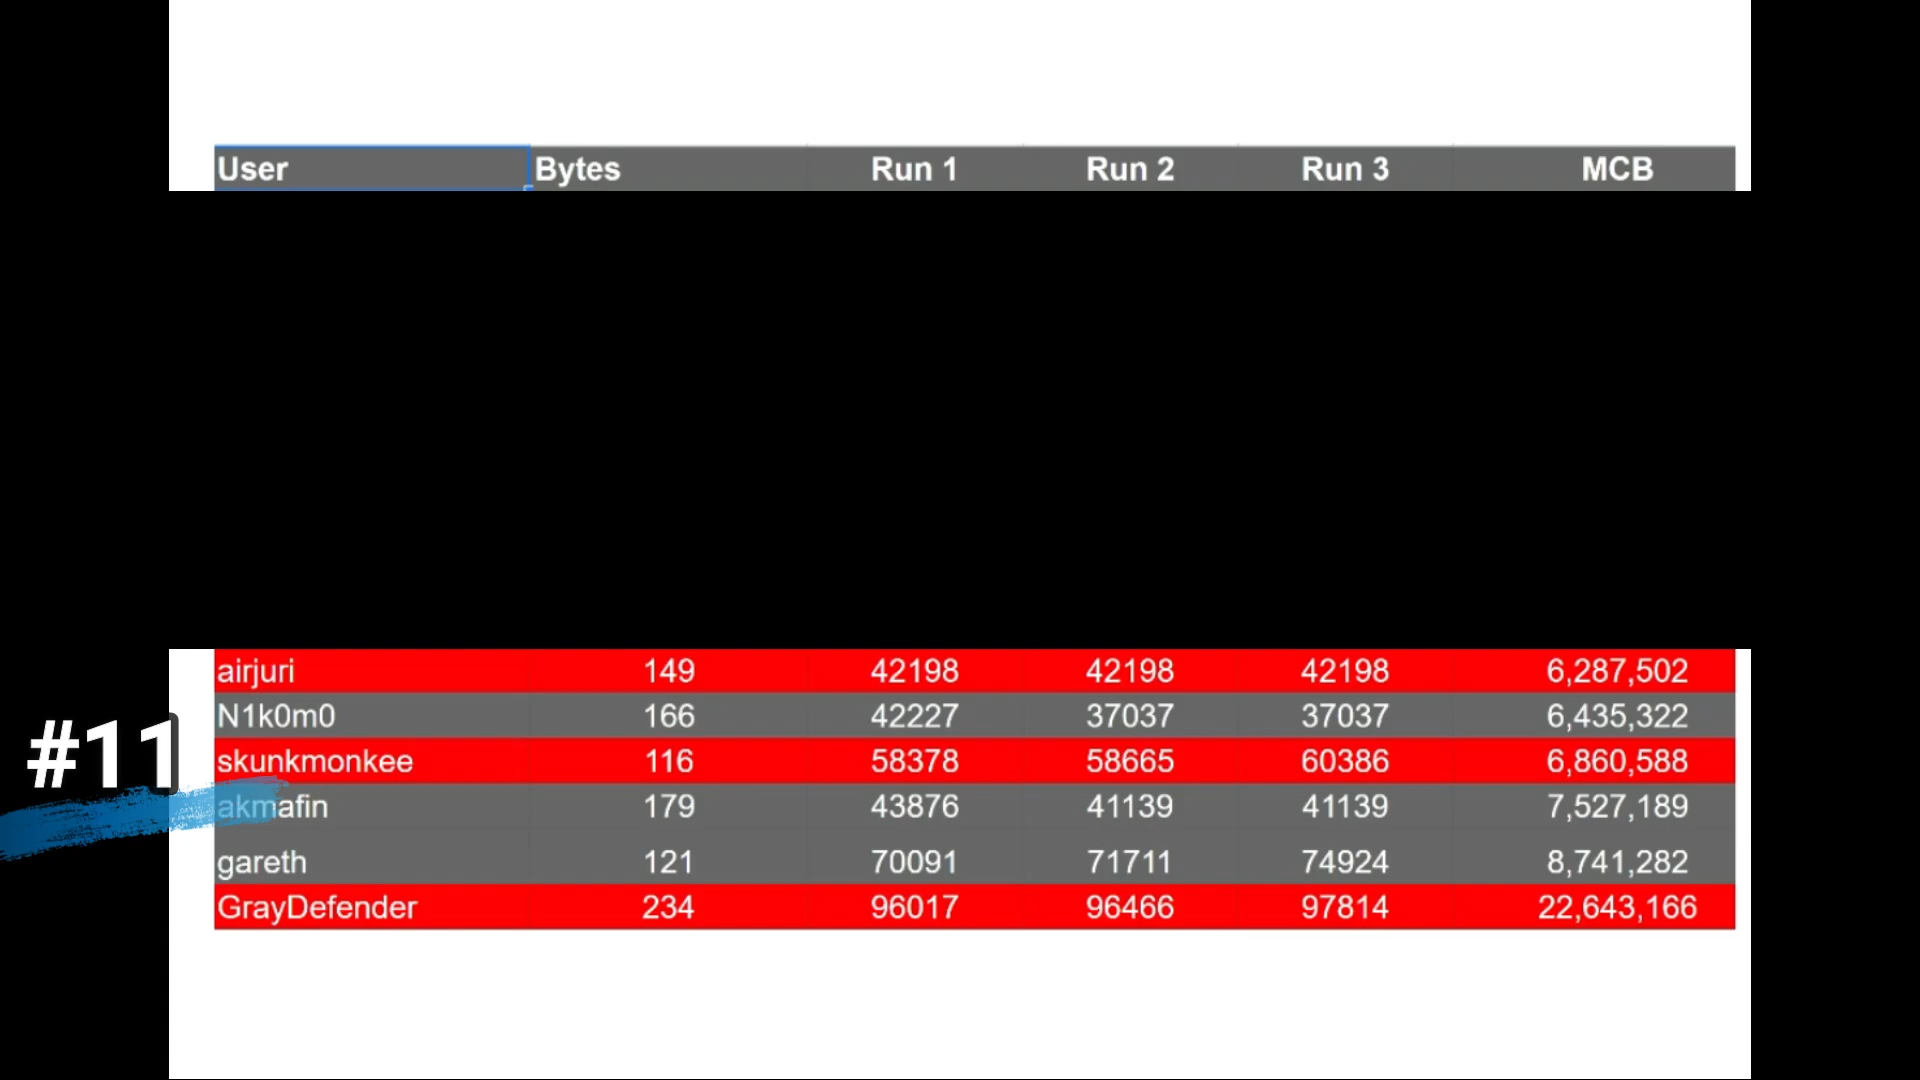 User Bytes Run 1 Run 2 Run 3 MCB
airjuri 149 42198 42198 42198 6,287,502
N1k0m0 166 42227 37037 37037 6,435,322
#11
skunkmonkee 116 58378 58665 60386 6,860,588
akmafin 179 43876 41139 41139 7,527,189
gareth 121 70091 71711 74924 8,741,282
GrayDefender 234 96017 96466 97814 22,643,166